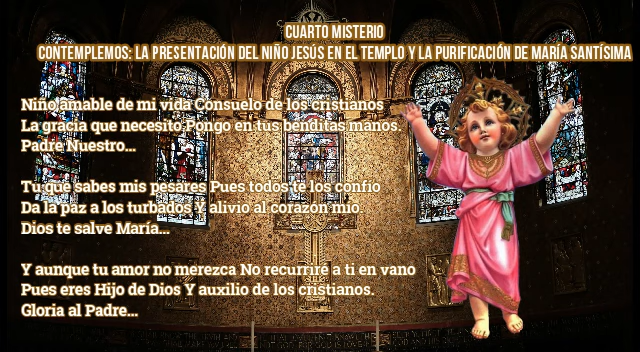 CUARTO MISTERIO
CONTEMPLEMOS: LA PRESENTACIÓN DEL NIÑO JESÚS EN EL TEMPLO Y LA PURIFICACIÓN DE MARÍA SANTÍSIMA
Niño amable de mi vida Consuelo de los cristianos
La gracia que necesito Pongo en tus benditas manos.
Padre Nuestro...
Tu que sabes mis pesares Pues todos te los confio
Da la paz a los turbados Y alivio al corazón mio.
Dios te salve María...
Y aunque tu amor no merezca No recurriré a ti en vano
Pues eres Hijo de Dios Y auxilio de los cristianos.
Gloria al Padre...